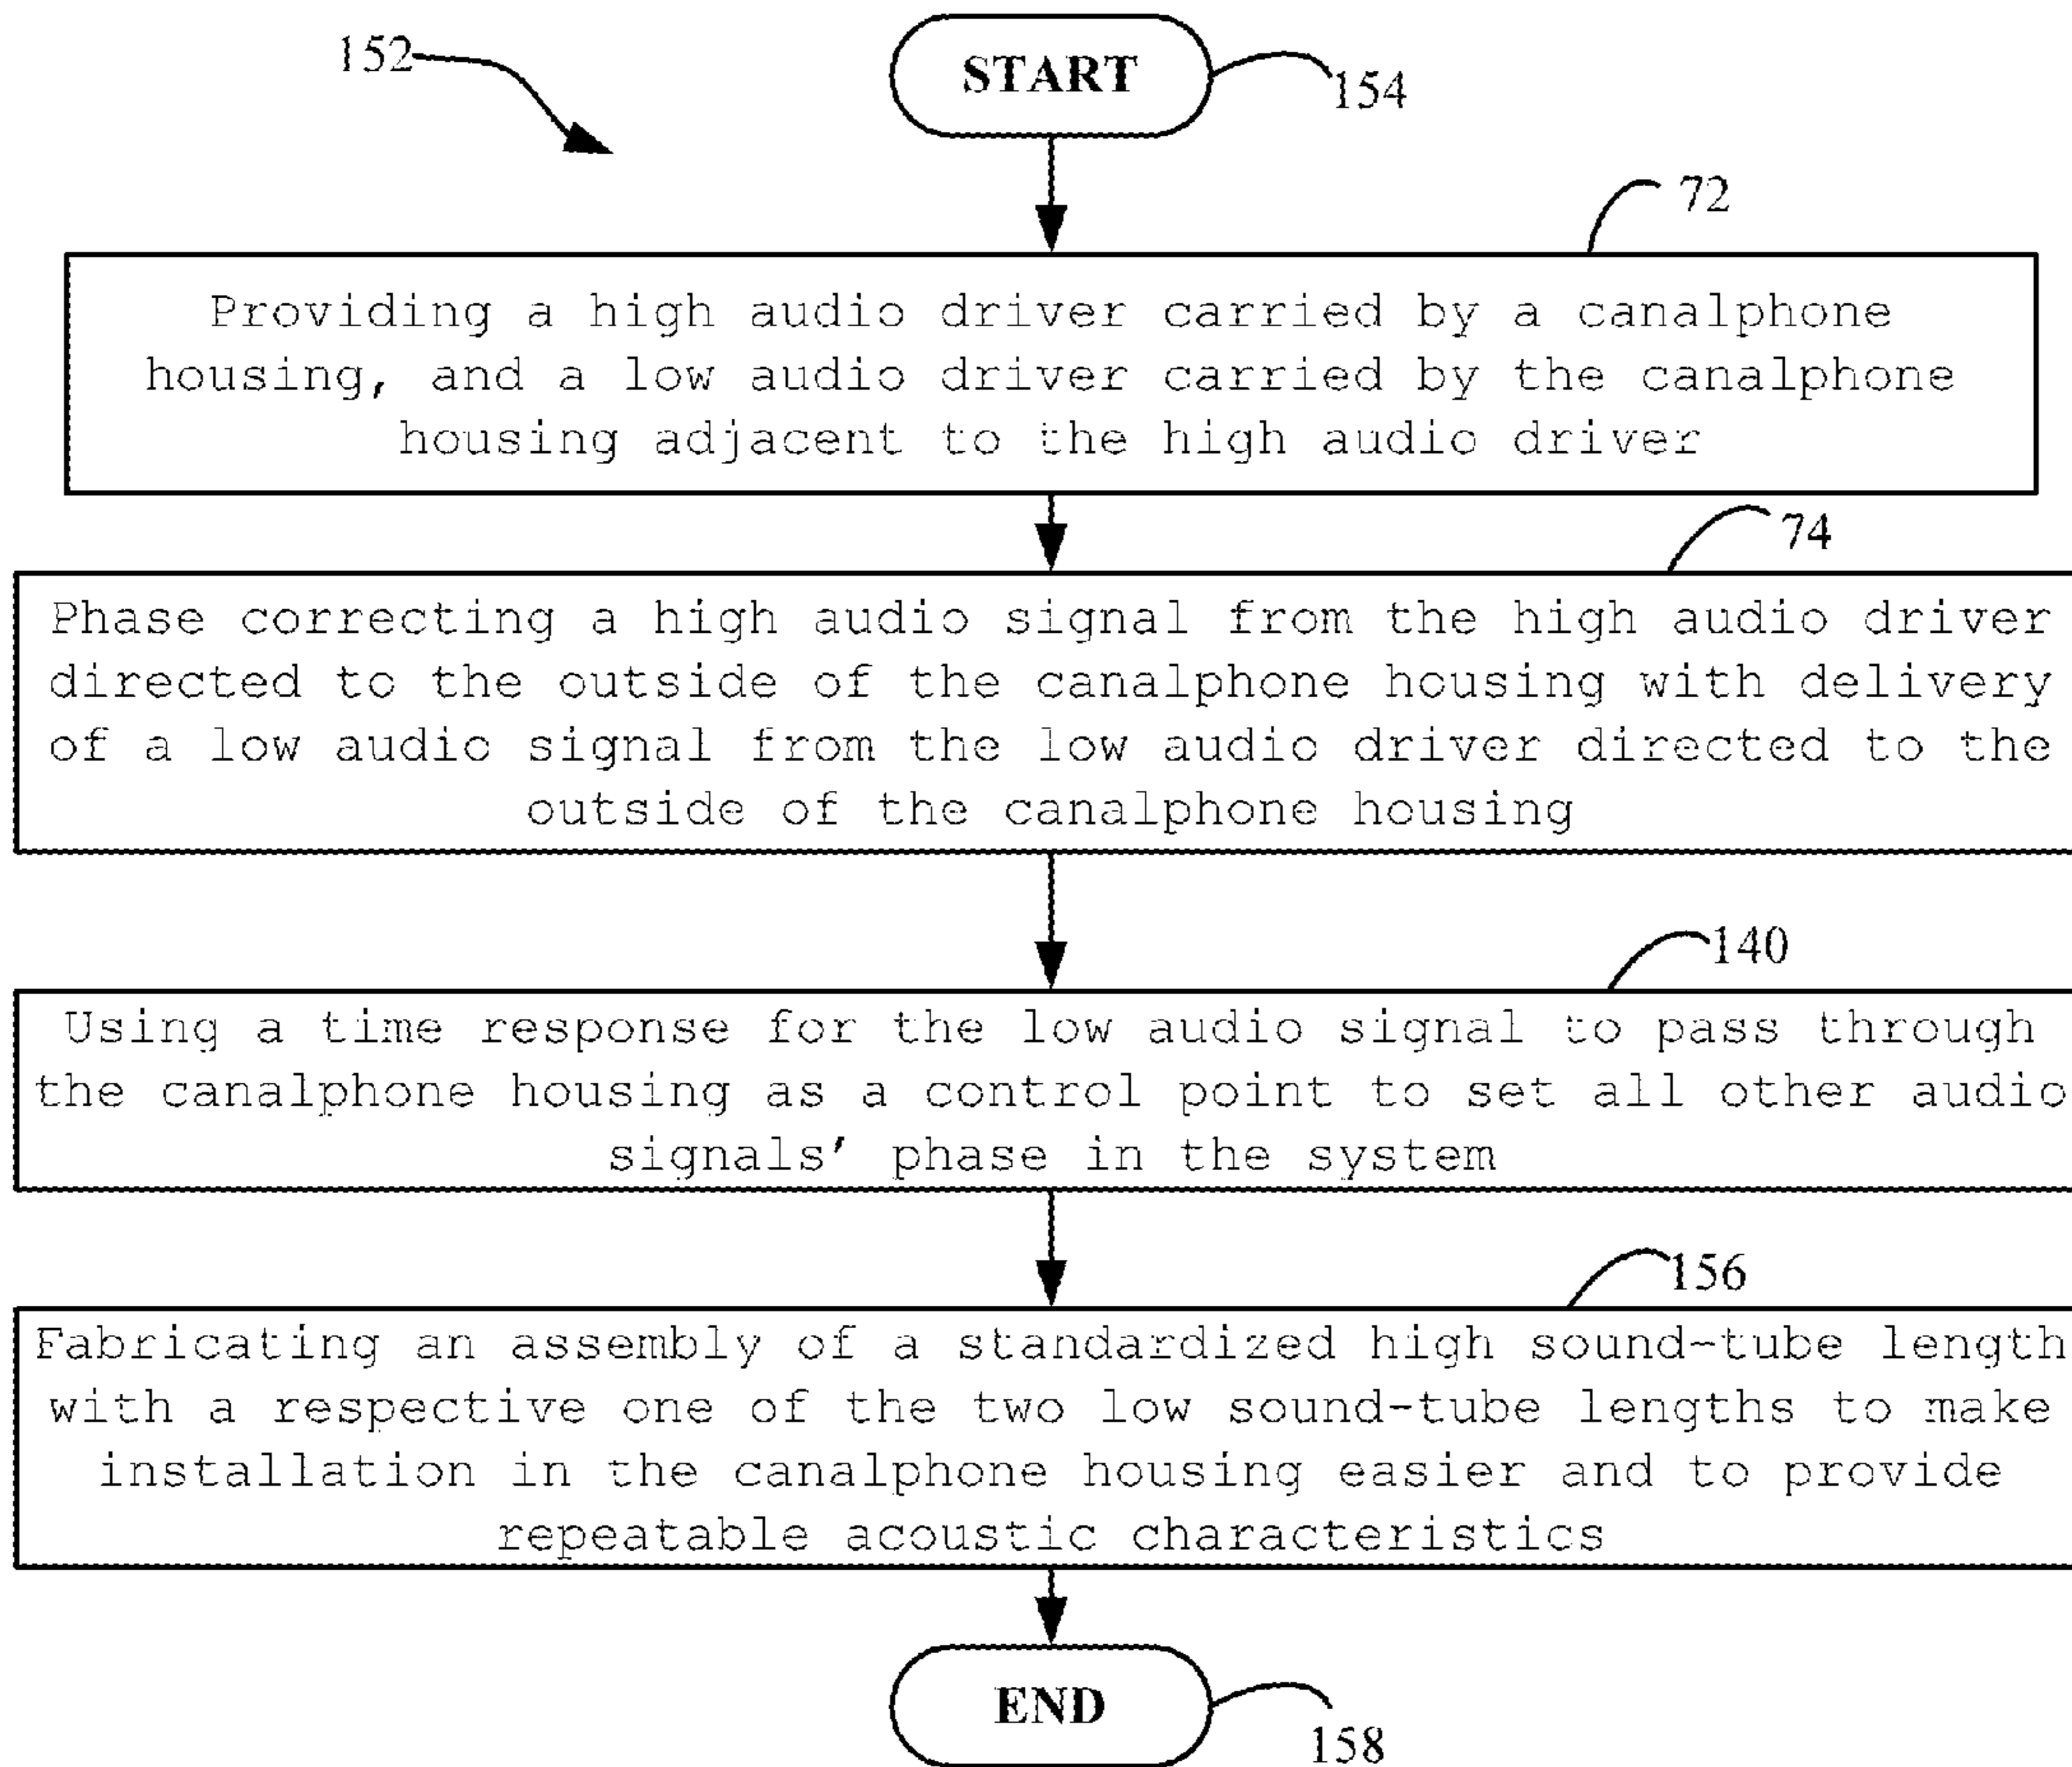 152
START
154
72
Providing a high audio driver carried by a canalphone
housing, and a low audio driver carried by the canalphone
housing adjacent to the high audio driver
74
Phase correcting a high audio signal from the high audio driver
directed to the outside of the canalphone housing with delivery
of a low audio signal from the low audio driver directed to the
outside of the canalphone housing
140
Using a time response for the low audio signal to pass through
the canalphone housing as a control point to set all other audio
signals' phase in the system
156
Fabricating an assembly of a standardized high sound-tube length
with a respective one of the two low sound-tube lengths to make
installation in the canalphone housing easier and to provide
repeatable acoustic characteristics
END
158